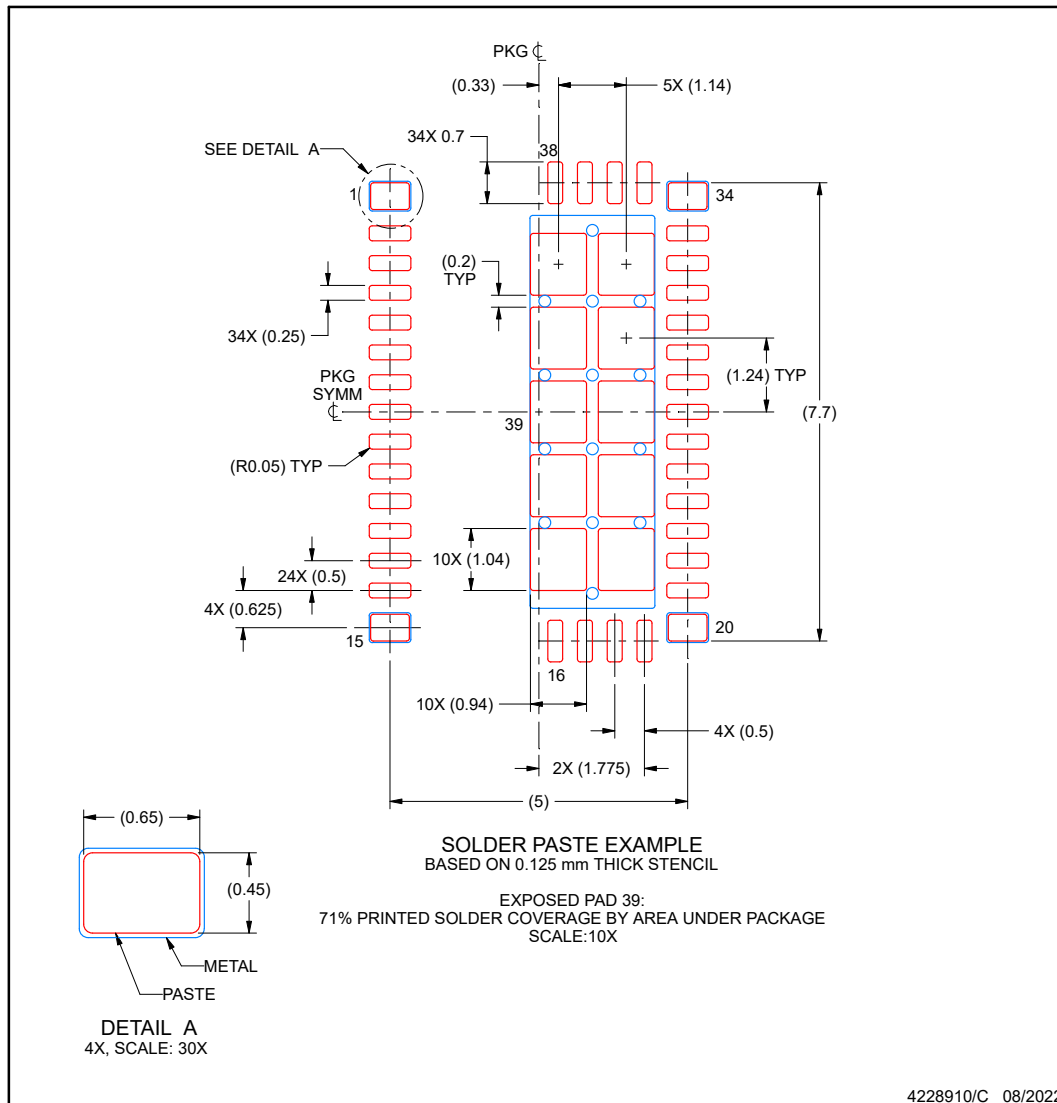 PKG ℄
(0.33)
5X (1.14)
34X 0.7
38
SEE DETAIL A
1
34
(0.2)
TYP
34X (0.25)
(1.24) TYP
PKG
SYMM
℄
(7.7)
39
(R0.05) TYP
10X (1.04)
24X (0.5)
4X (0.625)
15
20
16
10X (0.94)
4X (0.5)
2X (1.775)
(5)
(0.65)
(0.45)
METAL
PASTE
DETAIL A
4X, SCALE: 30X
SOLDER PASTE EXAMPLE
BASED ON 0.125 mm THICK STENCIL
EXPOSED PAD 39:
71% PRINTED SOLDER COVERAGE BY AREA UNDER PACKAGE
SCALE:10X
4228910/C 08/2022